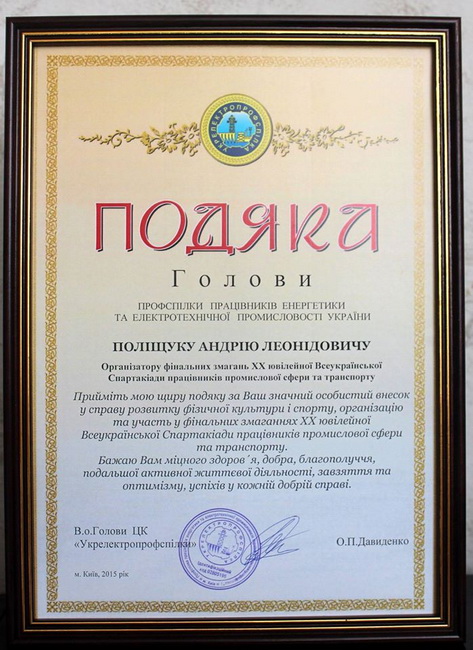 УКРЕЛЕКТРОПРОФСПІЛКА
ПОДЯКА
Голови
ПРОФСПІЛКИ ПРАЦІВНИКІВ ЕНЕРГЕТИКИ
ТА ЕЛЕКТРОТЕХНІЧНОЇ ПРОМИСЛОВОСТІ УКРАЇНИ
ПОЛІЩУКУ АНДРІЮ ЛЕОНІДОВИЧУ
Організатору фінальних змагань ХХ ювілейної Всеукраїнської
Спартакіади працівників промислової сфери та транспорту
Прийміть мою щиру подяку за Ваш значний особистий внесок
у справу розвитку фізичної культури і спорту, організацію
та участь у фінальних змаганнях ХХ ювілейної
Всеукраїнської Спартакіади працівників промислової сфери
та транспорту.
Бажаю Вам міцного здоров´я, добра, благополуччя,
подальшої активної життєвої діяльності, завзяття та
оптимізму, успіхів у кожній добрій справі.
В.о.Голови ЦК
«Укрелектропрофспілки»
О.П.Давиденко
м. Київ, 2015 рік